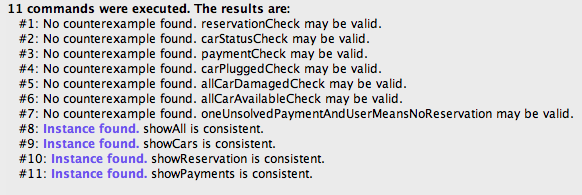 11 commands were executed. The results are:
#1: No counterexample found. reservationCheck may be valid.
#2: No counterexample found. carStatusCheck may be valid.
#3: No counterexample found. paymentCheck may be valid.
#4: No counterexample found. carPluggedCheck may be valid.
#5: No counterexample found. allCarDamagedCheck may be valid.
#6: No counterexample found. allCarAvailableCheck may be valid.
#7: No counterexample found. oneUnsolvedPaymentAndUserMeansNoReservation may be valid.
#8: Instance found. showAll is consistent.
#9: Instance found. showCars is consistent.
#10: Instance found. showReservation is consistent.
#11: Instance found. showPayments is consistent.